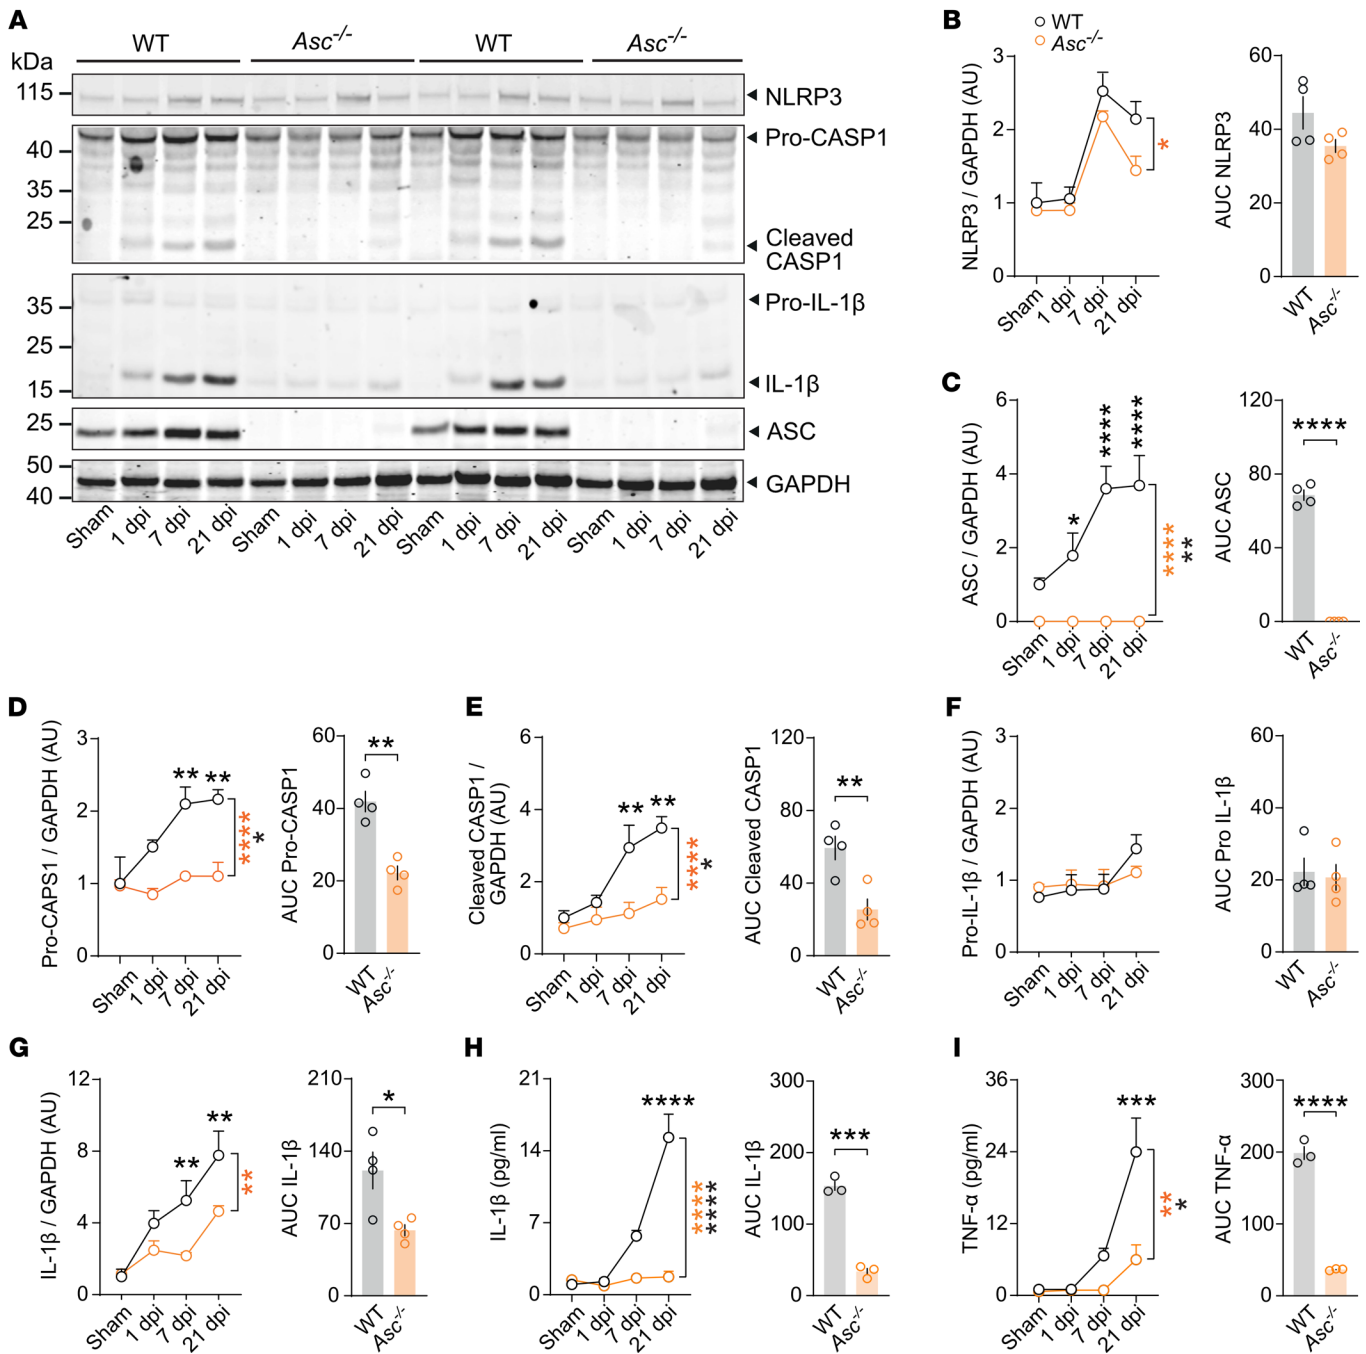 A
WT
Asc-/-
WT
Asc-/-
kDa
115
NLRP3
40
35
25
Pro-CASP1
Cleaved
CASP1
35
25
15
Pro-IL-1β
IL-1β
25
ASC
50
40
GAPDH
Sham 1 dpi 7 dpi 21 dpi Sham 1 dpi 7 dpi 21 dpi Sham 1 dpi 7 dpi 21 dpi Sham 1 dpi 7 dpi 21 dpi
B
WT
Asc-/-
NLRP3 / GAPDH (AU)
3
2
1
0
*
Sham 1 dpi 7 dpi 21 dpi
AUC NLRP3
60
40
20
0
WT Asc-/-
C
ASC / GAPDH (AU)
6
4
2
0
* **** ****
**** **
Sham 1 dpi 7 dpi 21 dpi
AUC ASC
120
80
40
0
****
WT Asc-/-
D
Pro-CAPS1 / GAPDH (AU)
3
2
1
0
** **
**** *
Sham 1 dpi 7 dpi 21 dpi
AUC Pro-CASP1
60
40
20
0
**
WT Asc-/-
E
Cleaved CASP1 /
GAPDH (AU)
6
4
2
0
** **
**** *
Sham 1 dpi 7 dpi 21 dpi
AUC Cleaved CASP1
120
80
40
0
**
WT Asc-/-
F
Pro-IL-1β / GAPDH (AU)
3
2
1
0
Sham 1 dpi 7 dpi 21 dpi
AUC Pro IL-1β
60
40
20
0
WT Asc-/-
G
IL-1β / GAPDH (AU)
12
8
4
0
** **
**
Sham 1 dpi 7 dpi 21 dpi
AUC IL-1β
210
140
70
0
*
WT Asc-/-
H
IL-1β (pg/ml)
21
14
7
0
****
**** ****
Sham 1 dpi 7 dpi 21 dpi
AUC IL-1β
300
200
100
0
***
WT Asc-/-
I
TNF-α (pg/ml)
36
24
12
0
***
** *
Sham 1 dpi 7 dpi 21 dpi
AUC TNF-α
300
200
100
0
****
WT Asc-/-